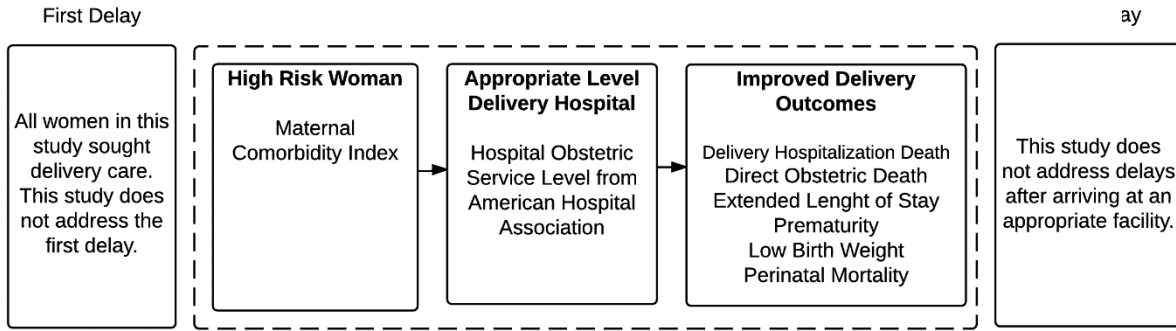 First Delay
ay
All women in this
study sought
delivery care.
This study does
not address the
first delay.
High Risk Woman
Maternal
Comorbidity Index
Appropriate Level
Delivery Hospital
Hospital Obstetric
Service Level from
American Hospital
Association
Improved Delivery
Outcomes
Delivery Hospitalization Death
Direct Obstetric Death
Extended Lenght of Stay
Prematurity
Low Birth Weight
Perinatal Mortality
This study does
not address delays
after arriving at an
appropriate facility.